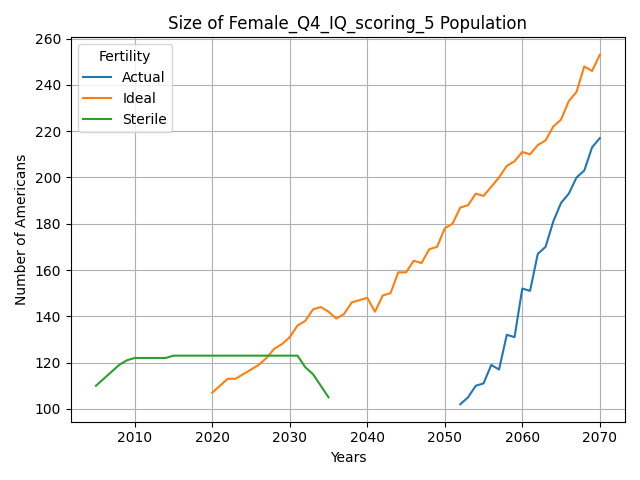 Size of Female_Q4_IQ_scoring_5 Population
260
240
220
200
180
160
140
120
100
Number of Americans
Fertility
Actual
Ideal
Sterile
2010 2020 2030 2040 2050 2060 2070
Years